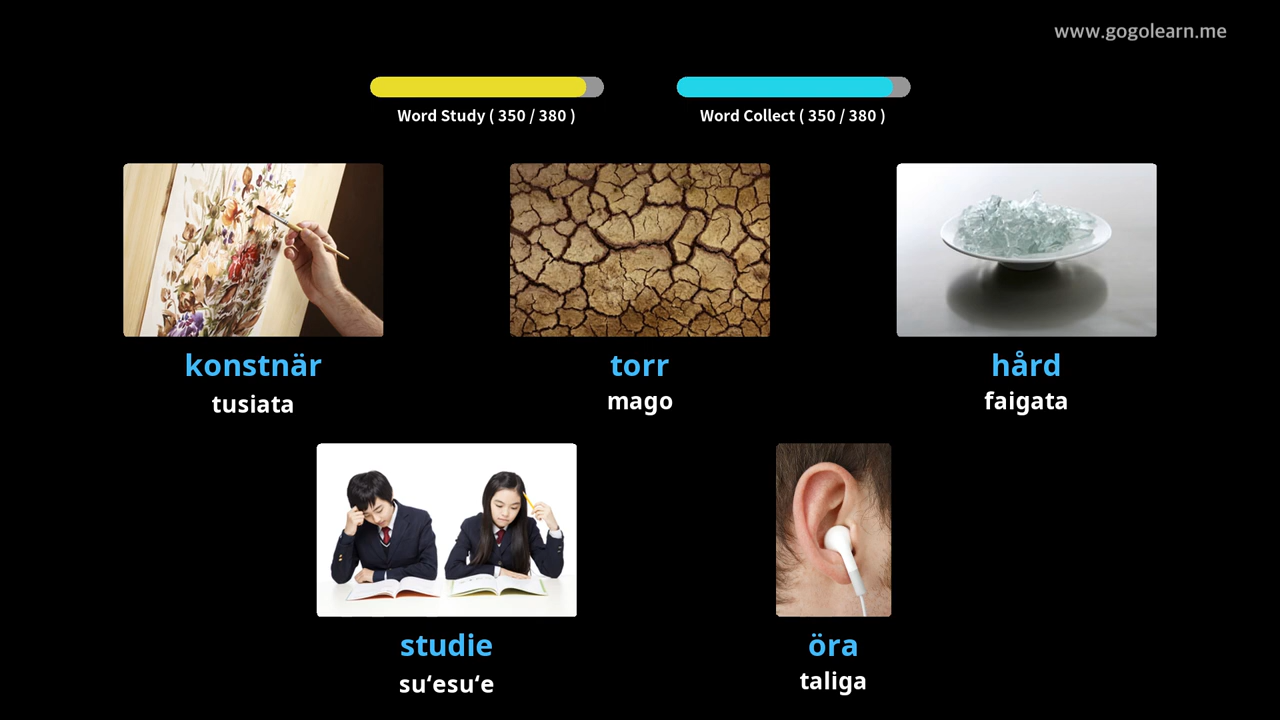 www.gogolearn.me
Word Study ( 350 / 380 )
Word Collect ( 350 / 380 )
konstnär
tusiata
torr
mago
hård
faigata
studie
su‘esu‘e
öra
taliga